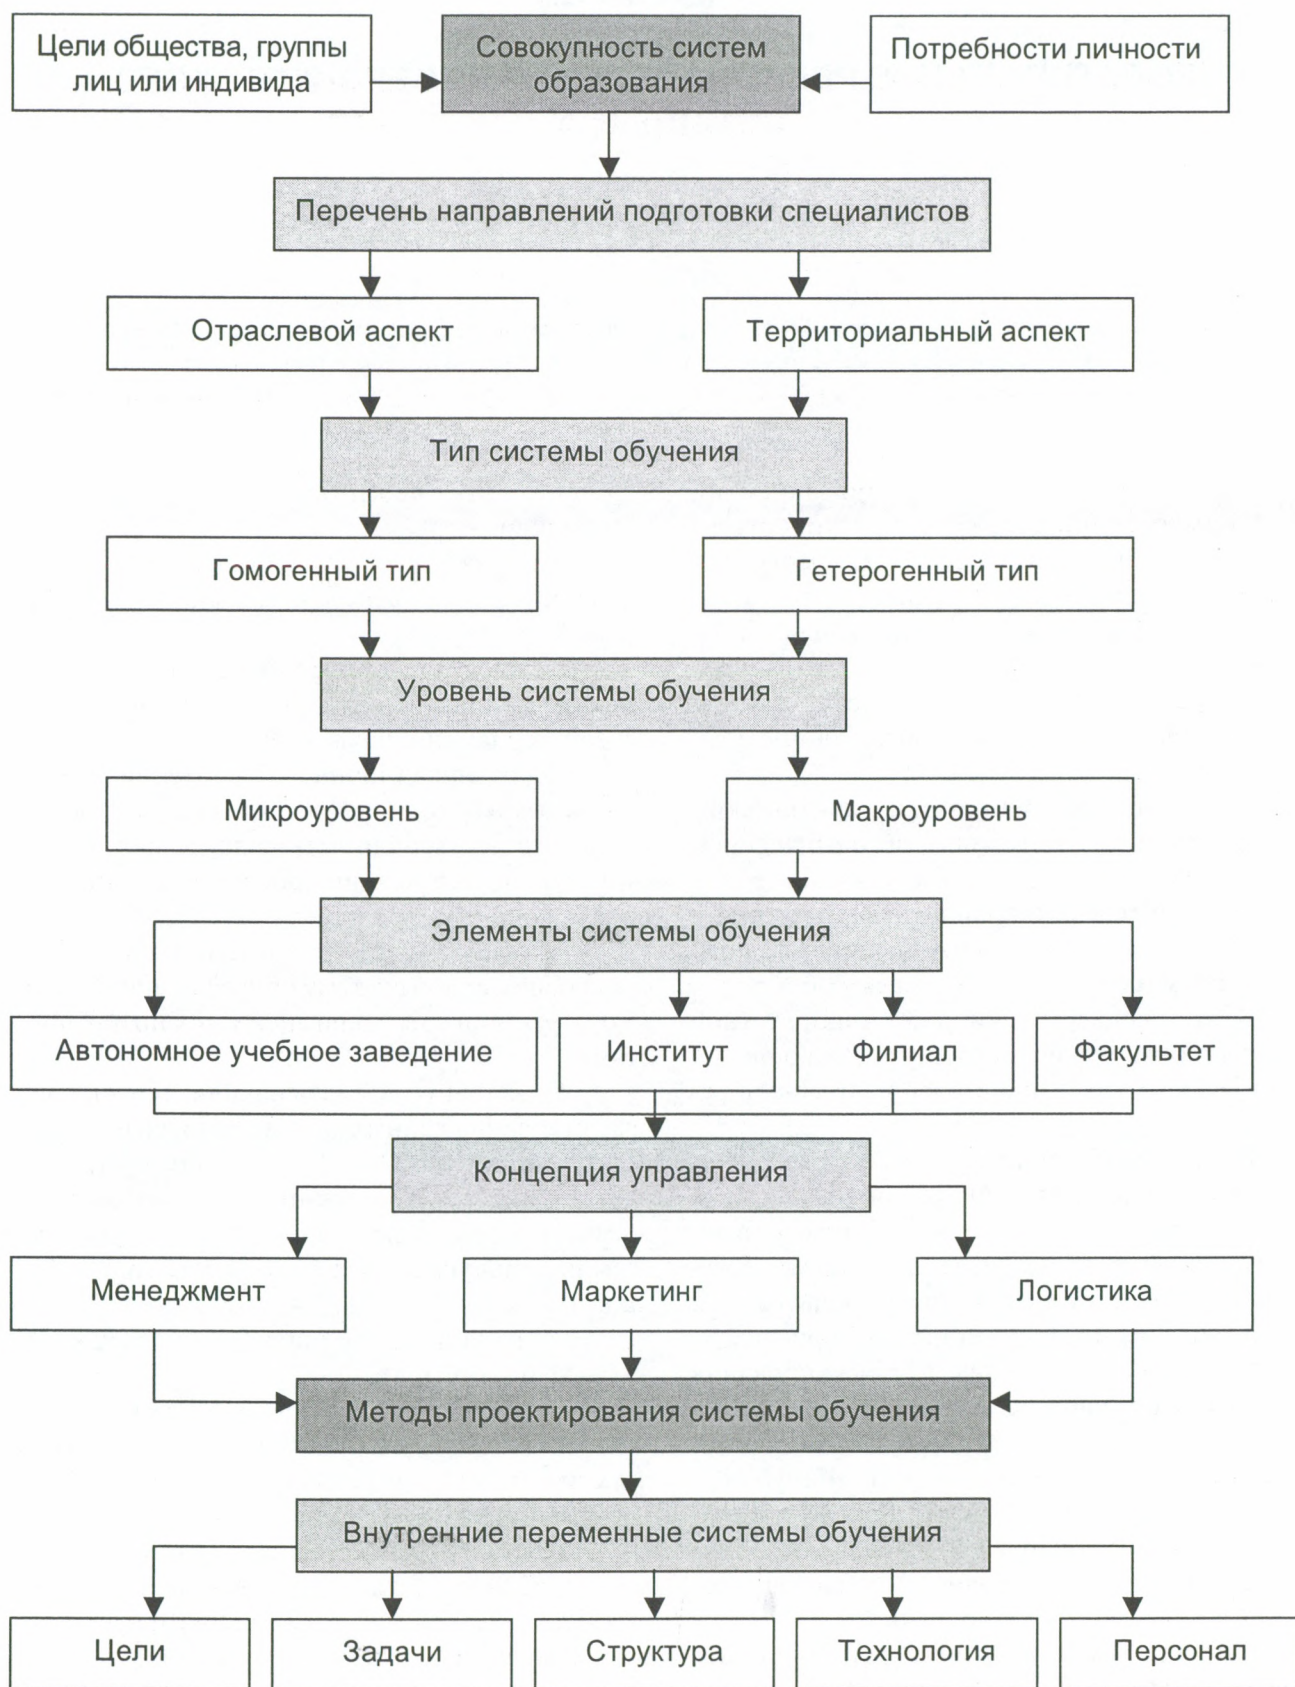 Цели общества, группы
лиц или индивида
Совокупность систем
образования
Потребности личности
Перечень направлений подготовки специалистов
Отраслевой аспект
Территориальный аспект
Тип системы обучения
Гомогенный тип
Гетерогенный тип
Уровень системы обучения
Микроуровень
Макроуровень
Элементы системы обучения
Автономное учебное заведение
Институт
Филиал
Факультет
Концепция управления
Менеджмент
Маркетинг
Логистика
Методы проектирования системы обучения
Внутренние переменные системы обучения
Цели
Задачи
Структура
Технология
Персонал